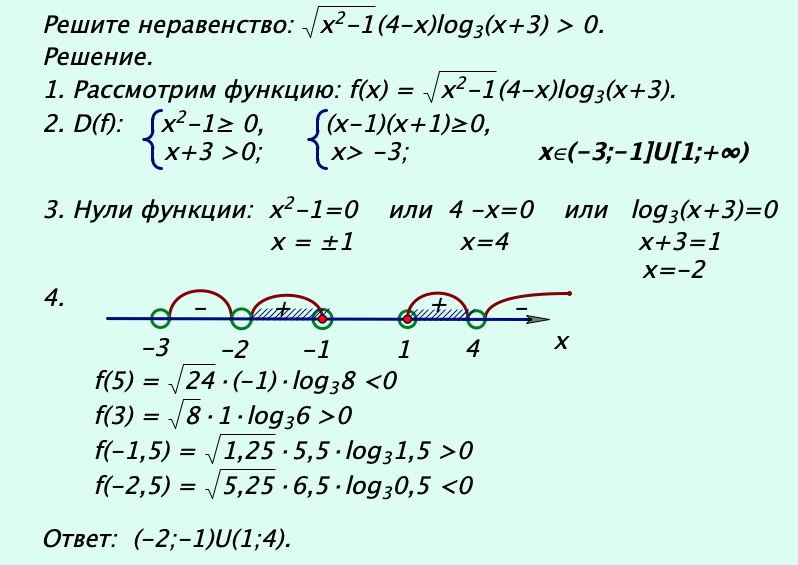 Решите неравенство: √x²-1(4-x)log₃(x+3) > 0.
Решение.
1. Рассмотрим функцию: f(x) = √x²-1(4-x)log₃(x+3).
2. D(f): { x²-1≥ 0, { (x-1)(x+1)≥0,
x+3 >0; x> -3; x∈(-3;-1]U[1;+∞)
3. Нули функции: x²-1=0 или 4 -x=0 или log₃(x+3)=0
x = ±1 x=4 x+3=1
x=-2
4. - + + -
-3 -2 -1 1 4 x
f(5) = √24·(-1)·log₃8 <0
f(3) = √8·1·log₃6 >0
f(-1,5) = √1,25·5,5·log₃1,5 >0
f(-2,5) = √5,25·6,5·log₃0,5 <0
Ответ: (-2;-1)U(1;4).